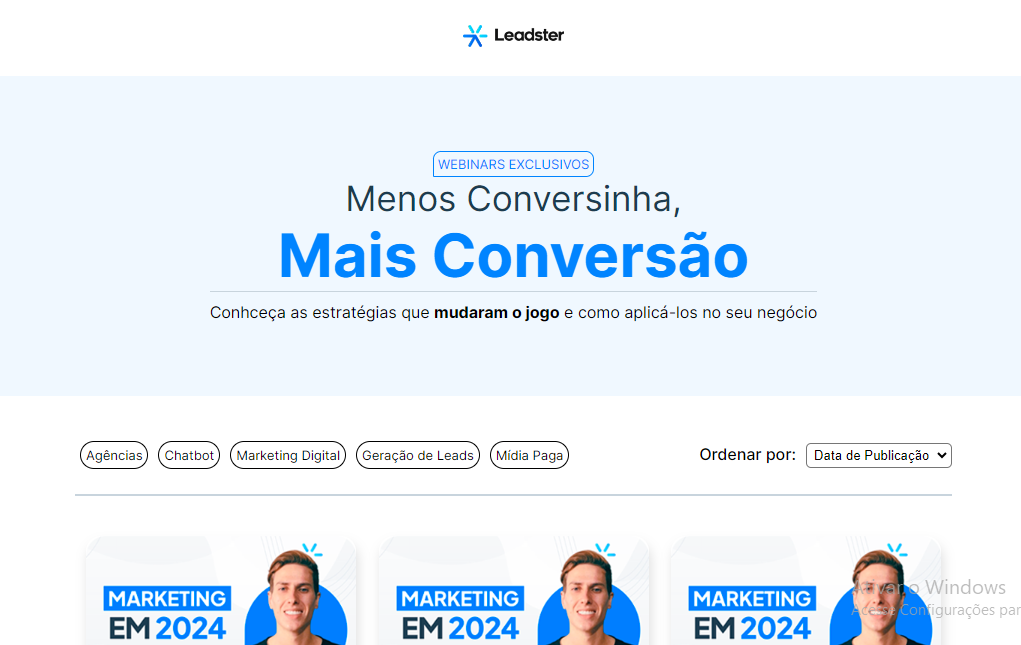 Leadster
WEBINARS EXCLUSIVOS
Menos Conversinha,
Mais Conversão
Conhceça as estratégias que mudaram o jogo e como aplicá-los no seu negócio
Agências
Chatbot
Marketing Digital
Geração de Leads
Mídia Paga
Ordenar por:
Data de Publicação
MARKETING
EM 2024
MARKETING
EM 2024
MARKETING
EM 2024
Windows
Configurações par